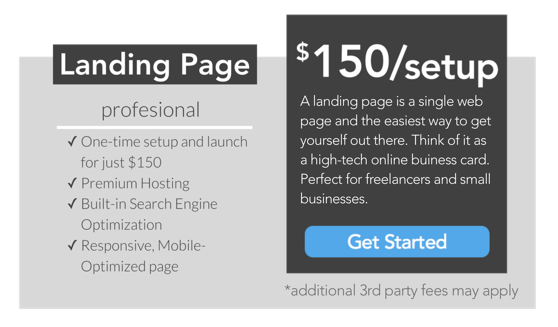 Landing Page
profesional
✓ One-time setup and launch
for just $150
✓ Premium Hosting
✓ Built-in Search Engine
Optimization
✓ Responsive, Mobile-
Optimized page
$150/setup
A landing page is a single web
page and the easiest way to get
yourself out there. Think of it as
a high-tech online buiness card.
Perfect for freelancers and small
businesses.
Get Started
*additional 3rd party fees may apply